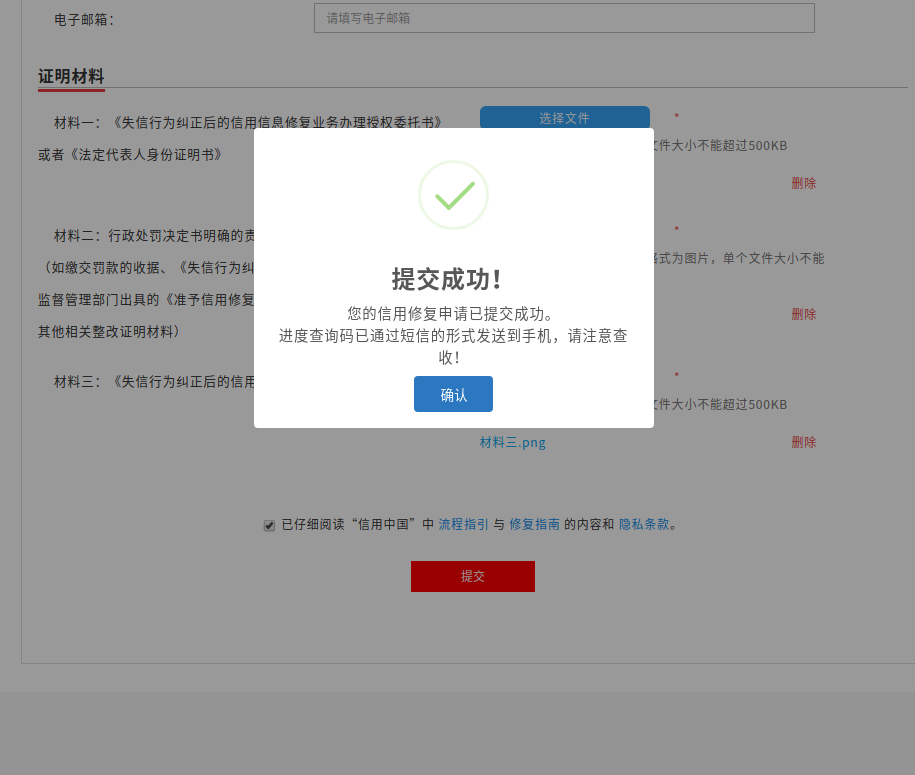 电子邮箱：
请填写电子邮箱
证明材料
材料一：《失信行为纠正后的信用信息修复业务办理授权委托书》
或者《法定代表人身份证明书》
选择文件
*
文件大小不能超过500KB
删除
提交成功！
您的信用修复申请已提交成功。
进度查询码已通过短信的形式发送到手机，请注意查
收！
确认
材料二：行政处罚决定书明确的责
（如缴交罚款的收据、《失信行为纠
监督管理部门出具的《准予信用修复
其他相关整改证明材料）
*
格式为图片，单个文件大小不能
删除
材料三：《失信行为纠正后的信用
*
文件大小不能超过500KB
材料三.png
删除
已仔细阅读“信用中国”中 流程指引 与 修复指南 的内容和 隐私条款。
提交